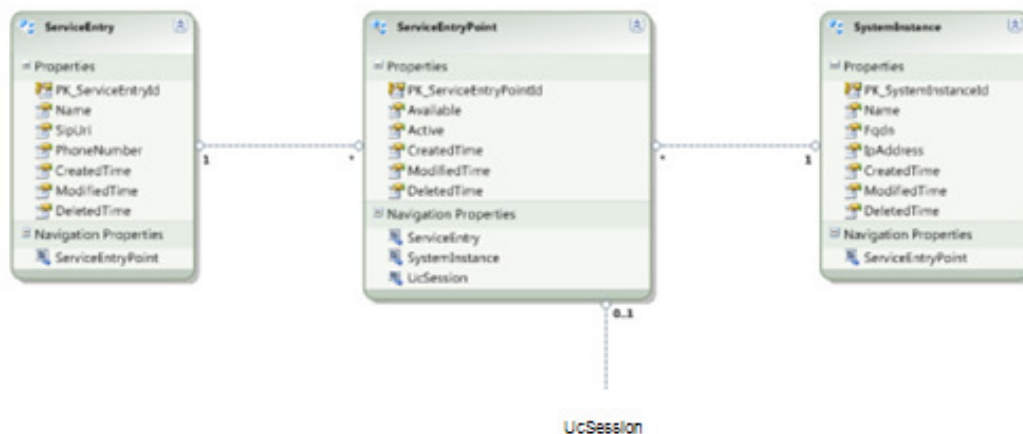 ServiceEntry
Properties
PK_ServiceEntryId
Name
SipUri
PhoneNumber
CreatedTime
ModifiedTime
DeletedTime
Navigation Properties
ServiceEntryPoint
1
*
ServiceEntryPoint
Properties
PK_ServiceEntryPointId
Available
Active
CreatedTime
ModifiedTime
DeletedTime
Navigation Properties
ServiceEntry
SystemInstance
UcSession
*
1
SystemInstance
Properties
PK_SystemInstanceId
Name
Fqdn
IpAddress
CreatedTime
ModifiedTime
DeletedTime
Navigation Properties
ServiceEntryPoint
0..1
UcSession